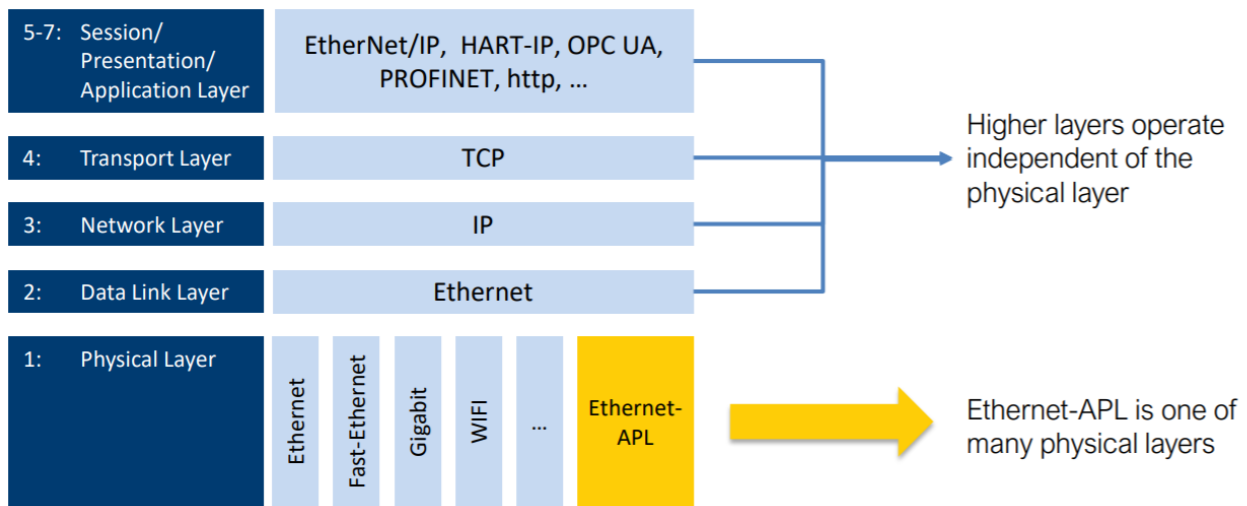 5-7: Session/
Presentation/
Application Layer
EtherNet/IP, HART-IP, OPC UA,
PROFINET, http, ...
4: Transport Layer
TCP
3: Network Layer
IP
2: Data Link Layer
Ethernet
Higher layers operate
independent of the
physical layer
1: Physical Layer
Ethernet
Fast-Ethernet
Gigabit
WIFI
...
Ethernet-
APL
Ethernet-APL is one of
many physical layers